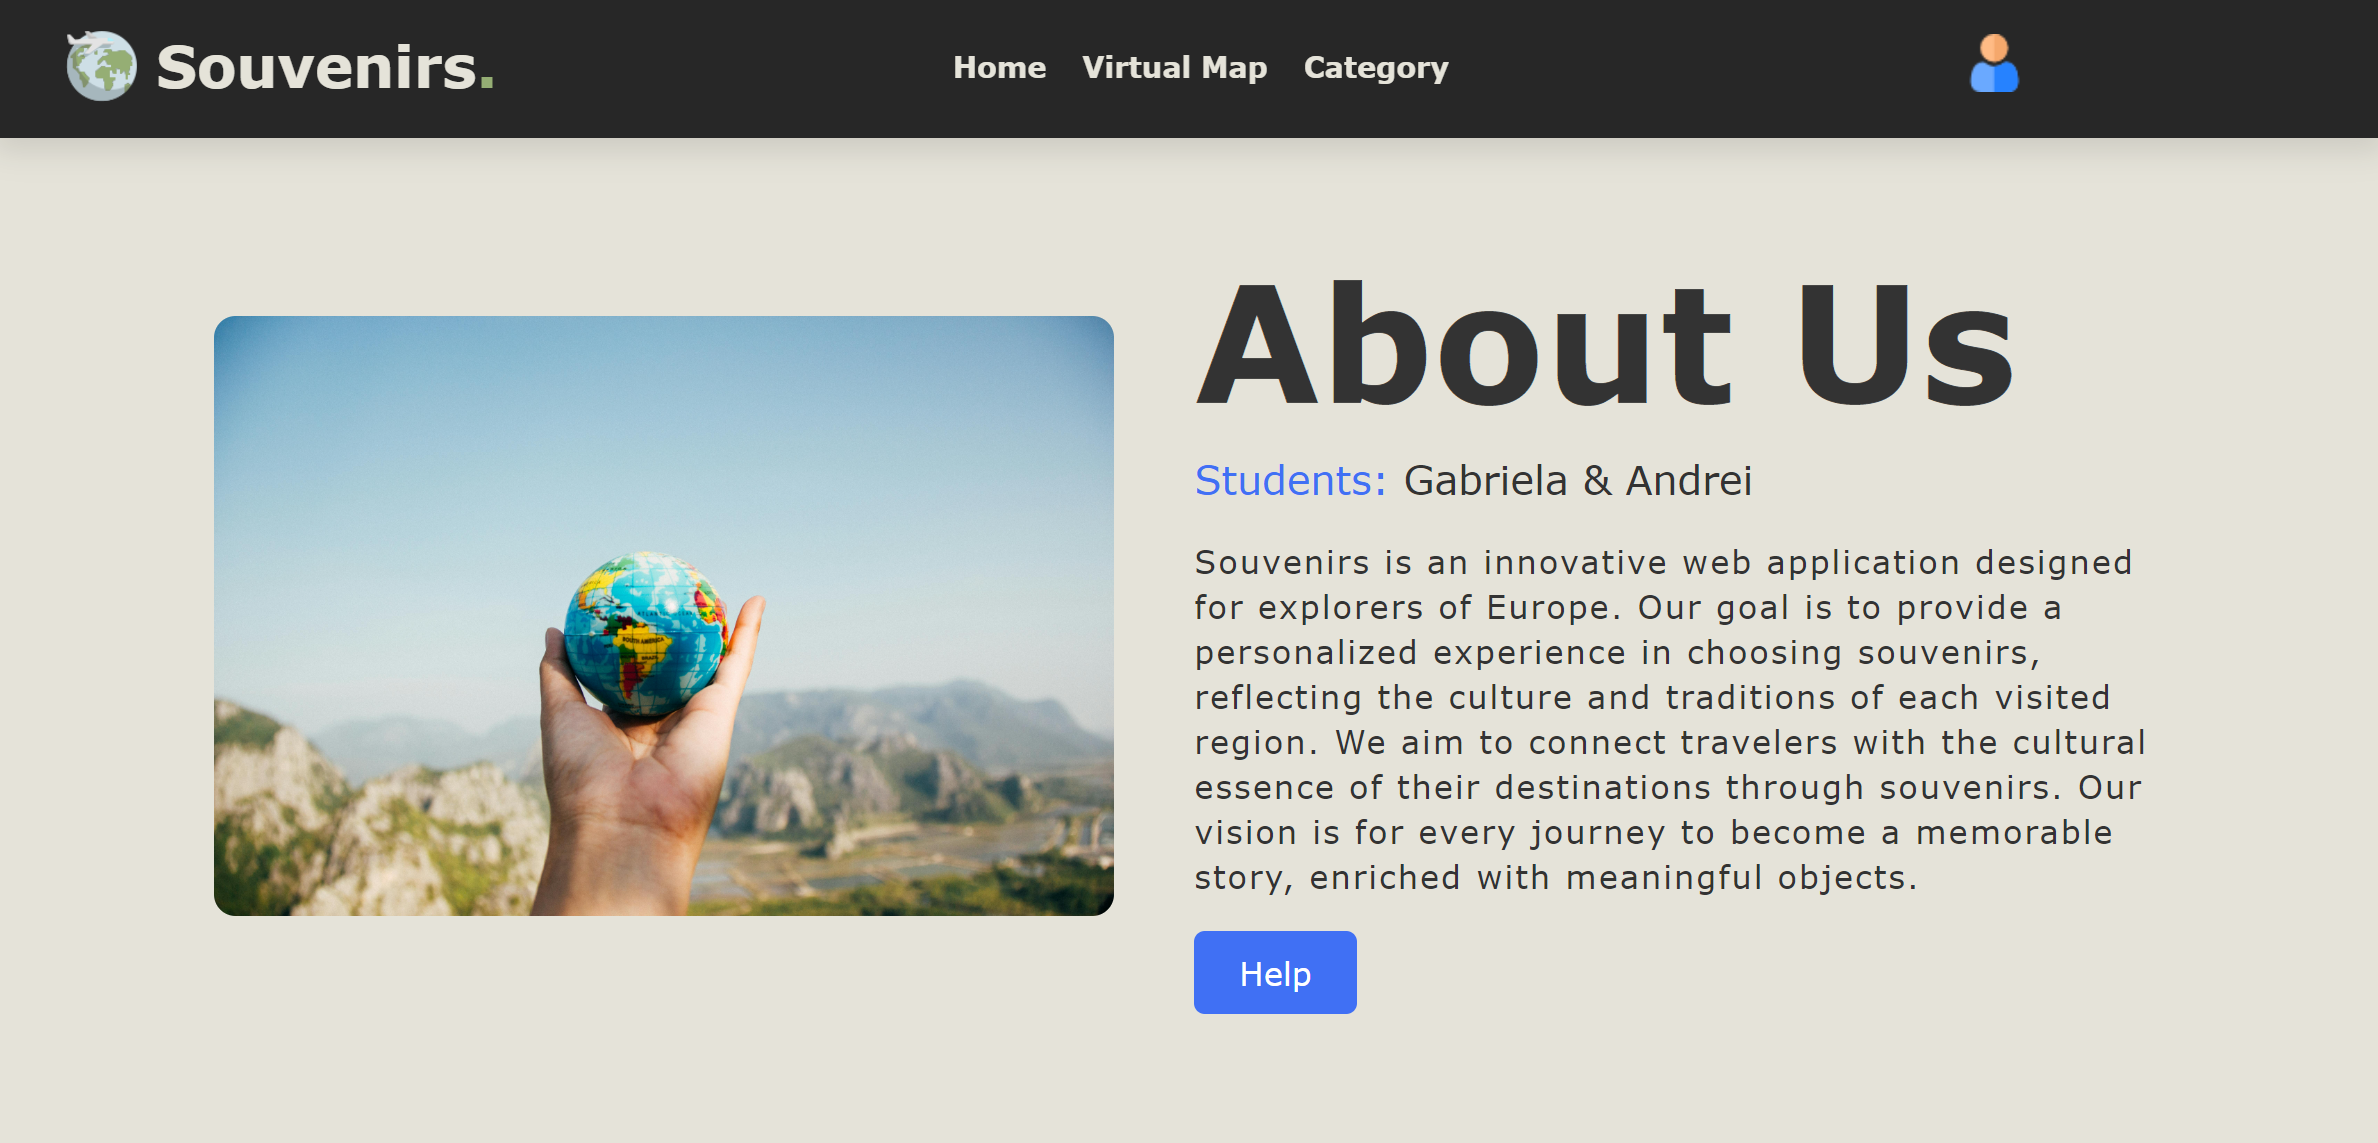 Souvenirs.
Home Virtual Map Category
About Us
Students: Gabriela & Andrei
Souvenirs is an innovative web application designed
for explorers of Europe. Our goal is to provide a
personalized experience in choosing souvenirs,
reflecting the culture and traditions of each visited
region. We aim to connect travelers with the cultural
essence of their destinations through souvenirs. Our
vision is for every journey to become a memorable
story, enriched with meaningful objects.
Help
SOUTH AMERICA